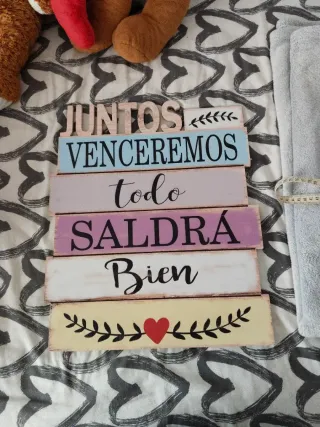 JUNTOS
VENCEREMOS
todo
SALDRÁ
Bien